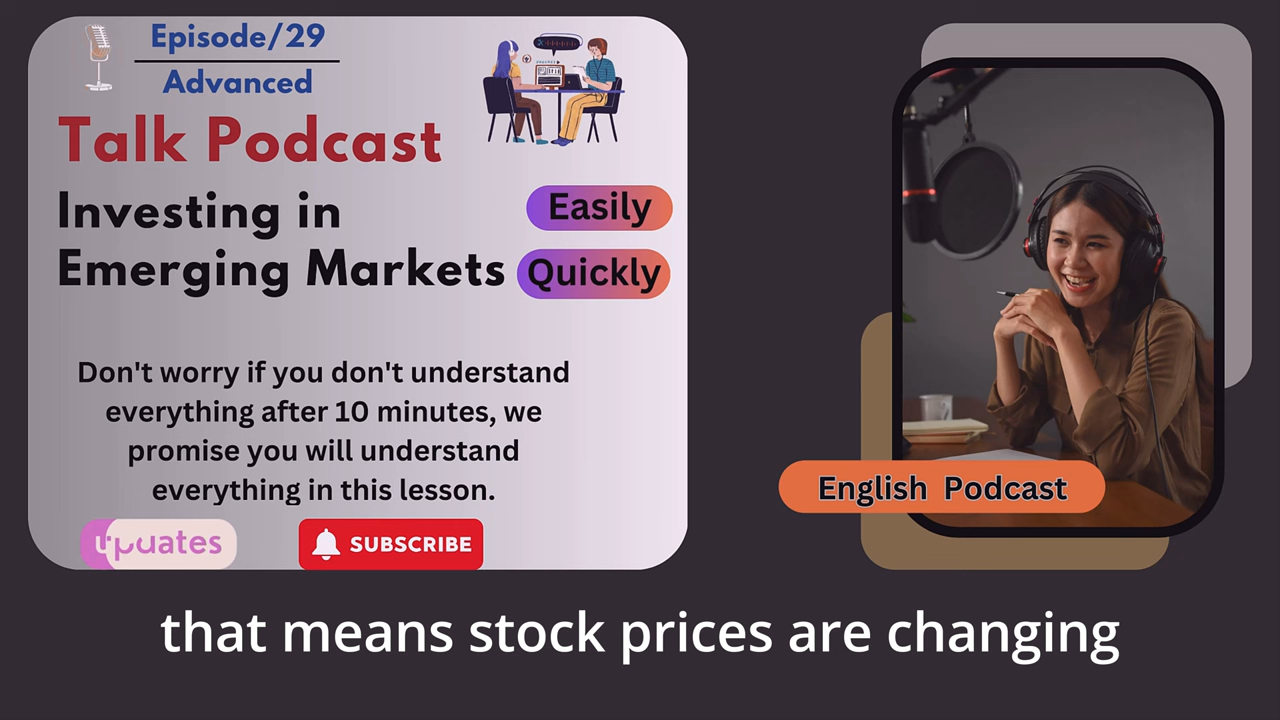 Episode/29
Advanced
Talk Podcast
Investing in
Emerging Markets
Easily
Quickly
Don't worry if you don't understand
everything after 10 minutes, we
promise you will understand
everything in this lesson.
SUBSCRIBE
English Podcast
that means stock prices are changing